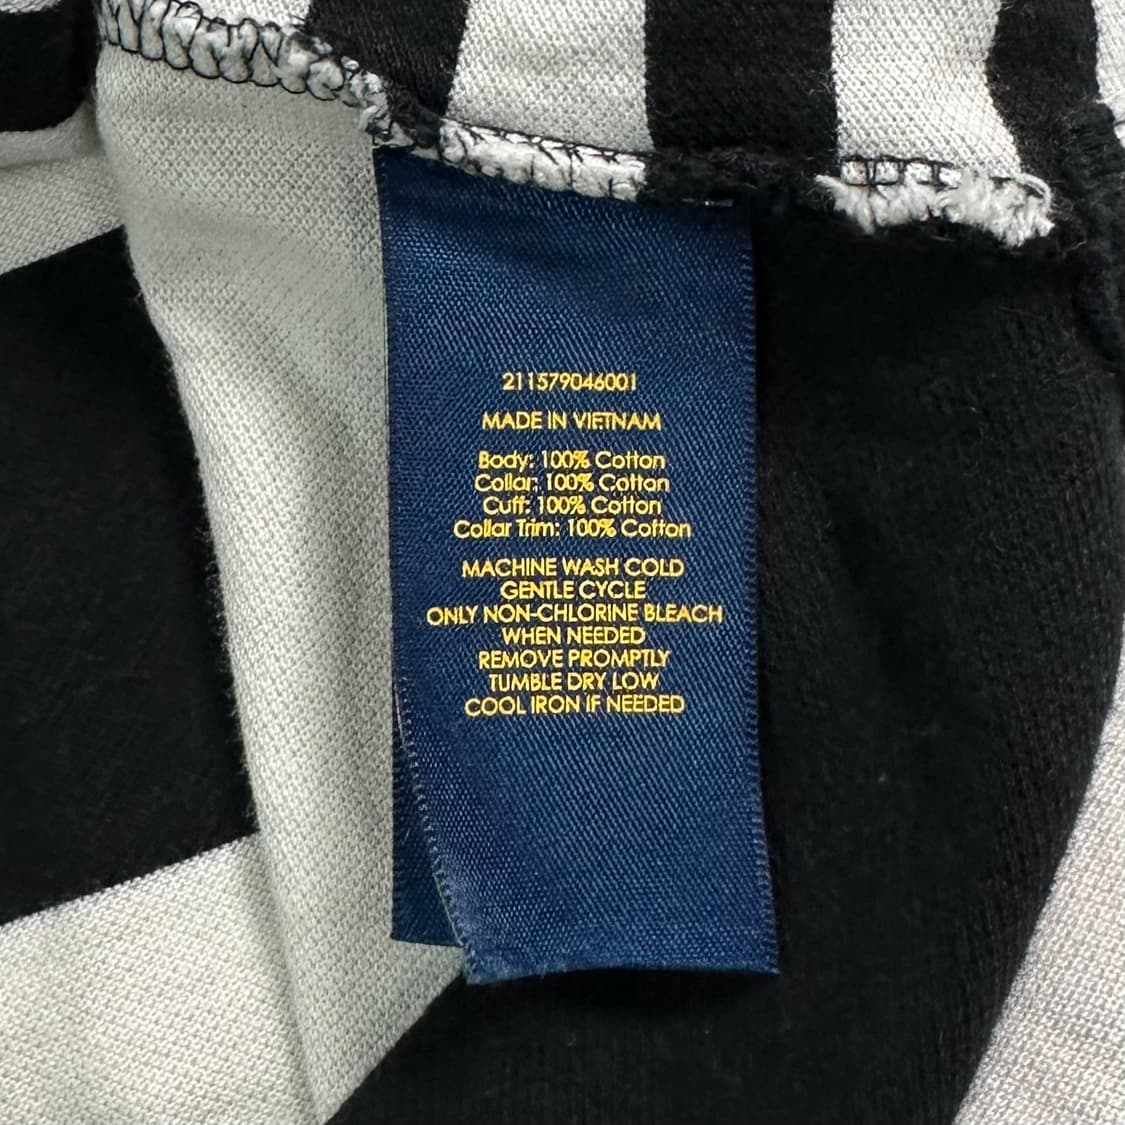 211579046001
MADE IN VIETNAM
Body: 100% Cotton
Collar: 100% Cotton
Cuff: 100% Cotton
Collar Trim: 100% Cotton
MACHINE WASH COLD
GENTLE CYCLE
ONLY NON-CHLORINE BLEACH
WHEN NEEDED
REMOVE PROMPTLY
TUMBLE DRY LOW
COOL IRON IF NEEDED